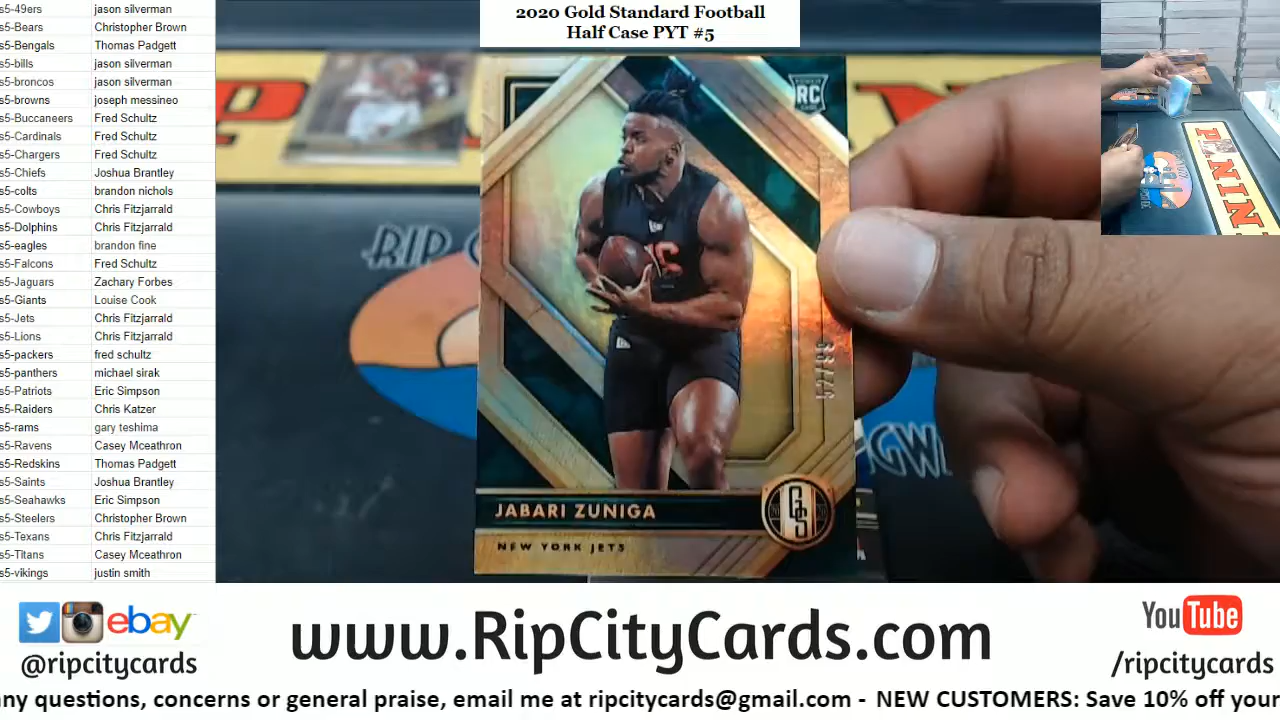 2020 Gold Standard Football
Half Case PYT #5
s5-49ers jason silverman
s5-Bears Christopher Brown
s5-Bengals Thomas Padgett
s5-bills jason silverman
s5-broncos jason silverman
s5-browns joseph messineo
s5-Buccaneers Fred Schultz
s5-Cardinals Fred Schultz
s5-Chargers Fred Schultz
s5-Chiefs Joshua Brantley
s5-colts brandon nichols
s5-Cowboys Chris Fitzjarrald
s5-Dolphins Chris Fitzjarrald
s5-eagles brandon fine
s5-Falcons Fred Schultz
s5-Jaguars Zachary Forbes
s5-Giants Louise Cook
s5-Jets Chris Fitzjarrald
s5-Lions Chris Fitzjarrald
s5-packers fred schultz
s5-panthers michael sirak
s5-Patriots Eric Simpson
s5-Raiders Chris Katzer
s5-rams gary teshima
s5-Ravens Casey Mceathron
s5-Redskins Thomas Padgett
s5-Saints Joshua Brantley
s5-Seahawks Eric Simpson
s5-Steelers Christopher Brown
s5-Texans Chris Fitzjarrald
s5-Titans Casey Mceathron
s5-vikings justin smith
RC
RIP
52/99
GS
JABARI ZUNIGA
NEW YORK JETS
PANIN
ebay
@ripcitycards
www.RipCityCards.com
YouTube
/ripcitycards
ny questions, concerns or general praise, email me at ripcitycards@gmail.com - NEW CUSTOMERS: Save 10% off your